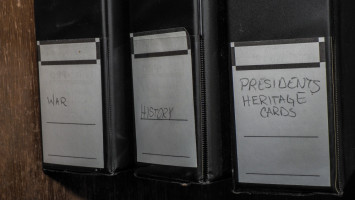 WAR
HISTORY
PRESIDENTS
HERITAGE
CARDS